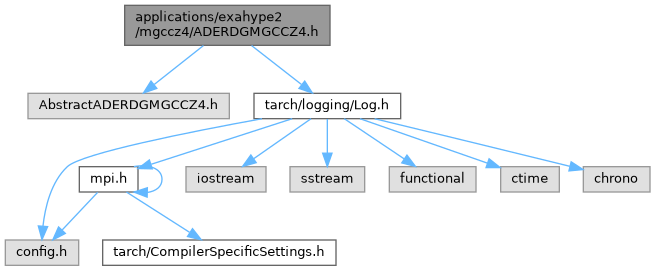 applications/exahype2
/mgccz4/ADERDGMGCCZ4.h
AbstractADERDGMGCCZ4.h
tarch/logging/Log.h
mpi.h
iostream
sstream
functional
ctime
chrono
config.h
tarch/CompilerSpecificSettings.h